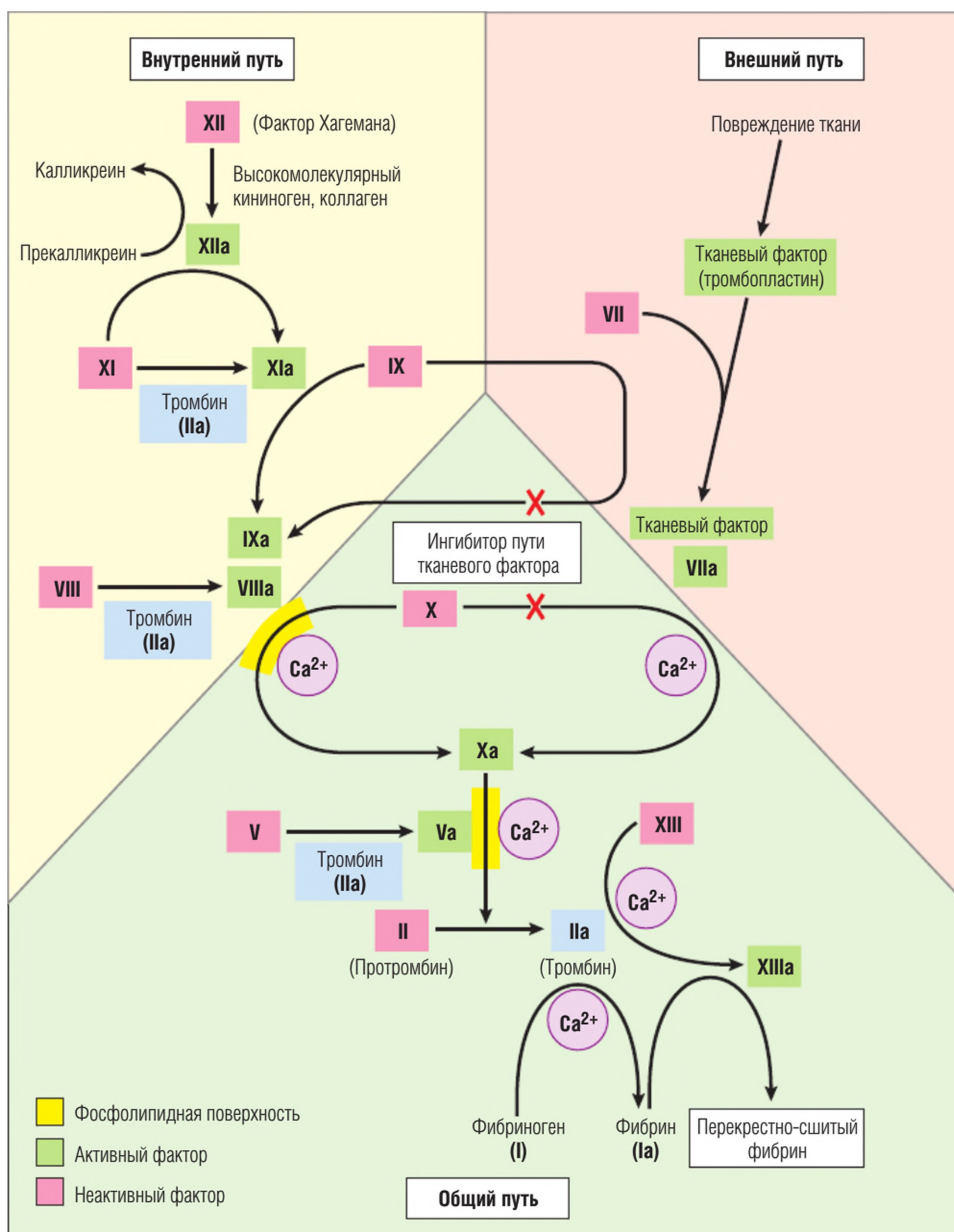 Внутренний путь
XII
(Фактор Хагемана)
Калликреин
Высокомолекулярный
кининоген, коллаген
Прекалликреин
XIIa
XI
XIa
Тромбин
(IIa)
IX
IXa
VIII
VIIIa
Тромбин
(IIa)
Внешний путь
Повреждение ткани
Тканевый фактор
(тромбопластин)
VII
Тканевый фактор
VIIa
Ингибитор пути
тканевого фактора
X
Ca2+
Ca2+
Xa
V
Va
Ca2+
Тромбин
(IIa)
XIII
Ca2+
II
(Протромбин)
IIa
(Тромбин)
XIIIa
Ca2+
Фибриноген
(I)
Фибрин
(Ia)
Перекрестно-сшитый
фибрин
Фосфолипидная поверхность
Активный фактор
Неактивный фактор
Общий путь